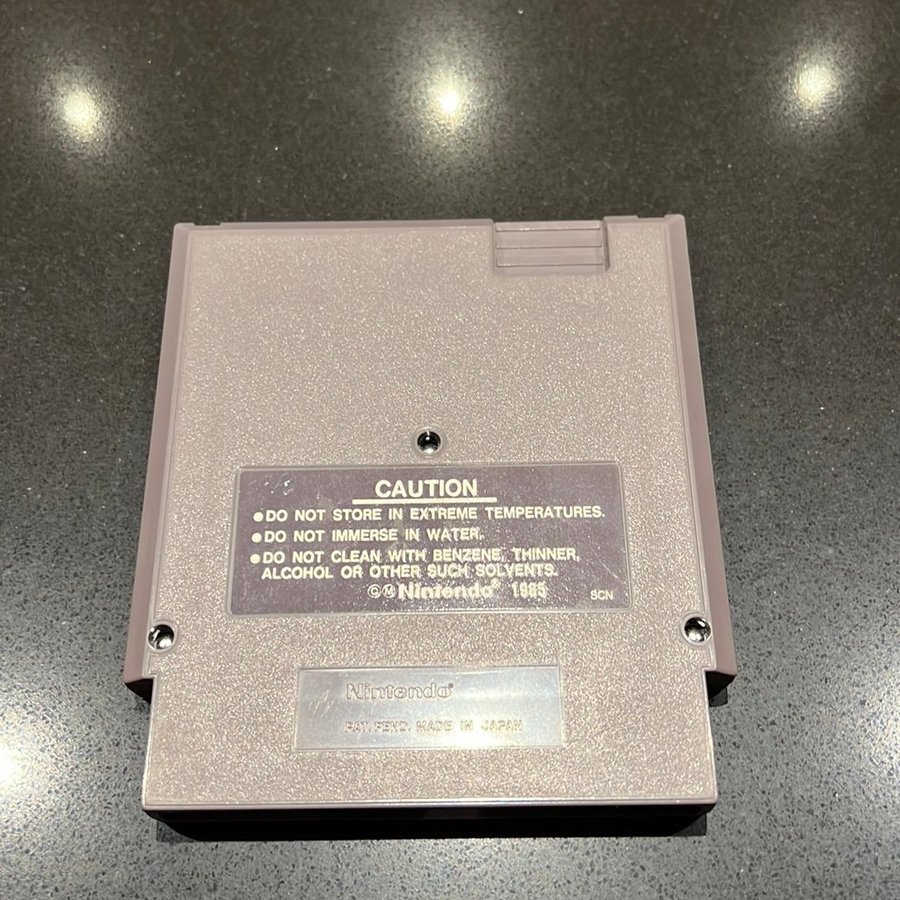 CAUTION
●DO NOT STORE IN EXTREME TEMPERATURES.
●DO NOT IMMERSE IN WATER.
●DO NOT CLEAN WITH BENZENE, THINNER,
ALCOHOL OR OTHER SUCH SOLVENTS.
©Ⓜ Nintendo® 1985
SCN
Nintendo®
PAT. PEND. MADE IN JAPAN